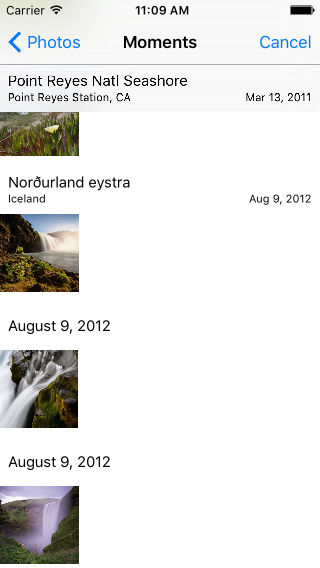 Carrier 11:09 AM
Photos Moments Cancel
Point Reyes Natl Seashore
Point Reyes Station, CA Mar 13, 2011
Norðurland eystra
Iceland Aug 9, 2012
August 9, 2012
August 9, 2012